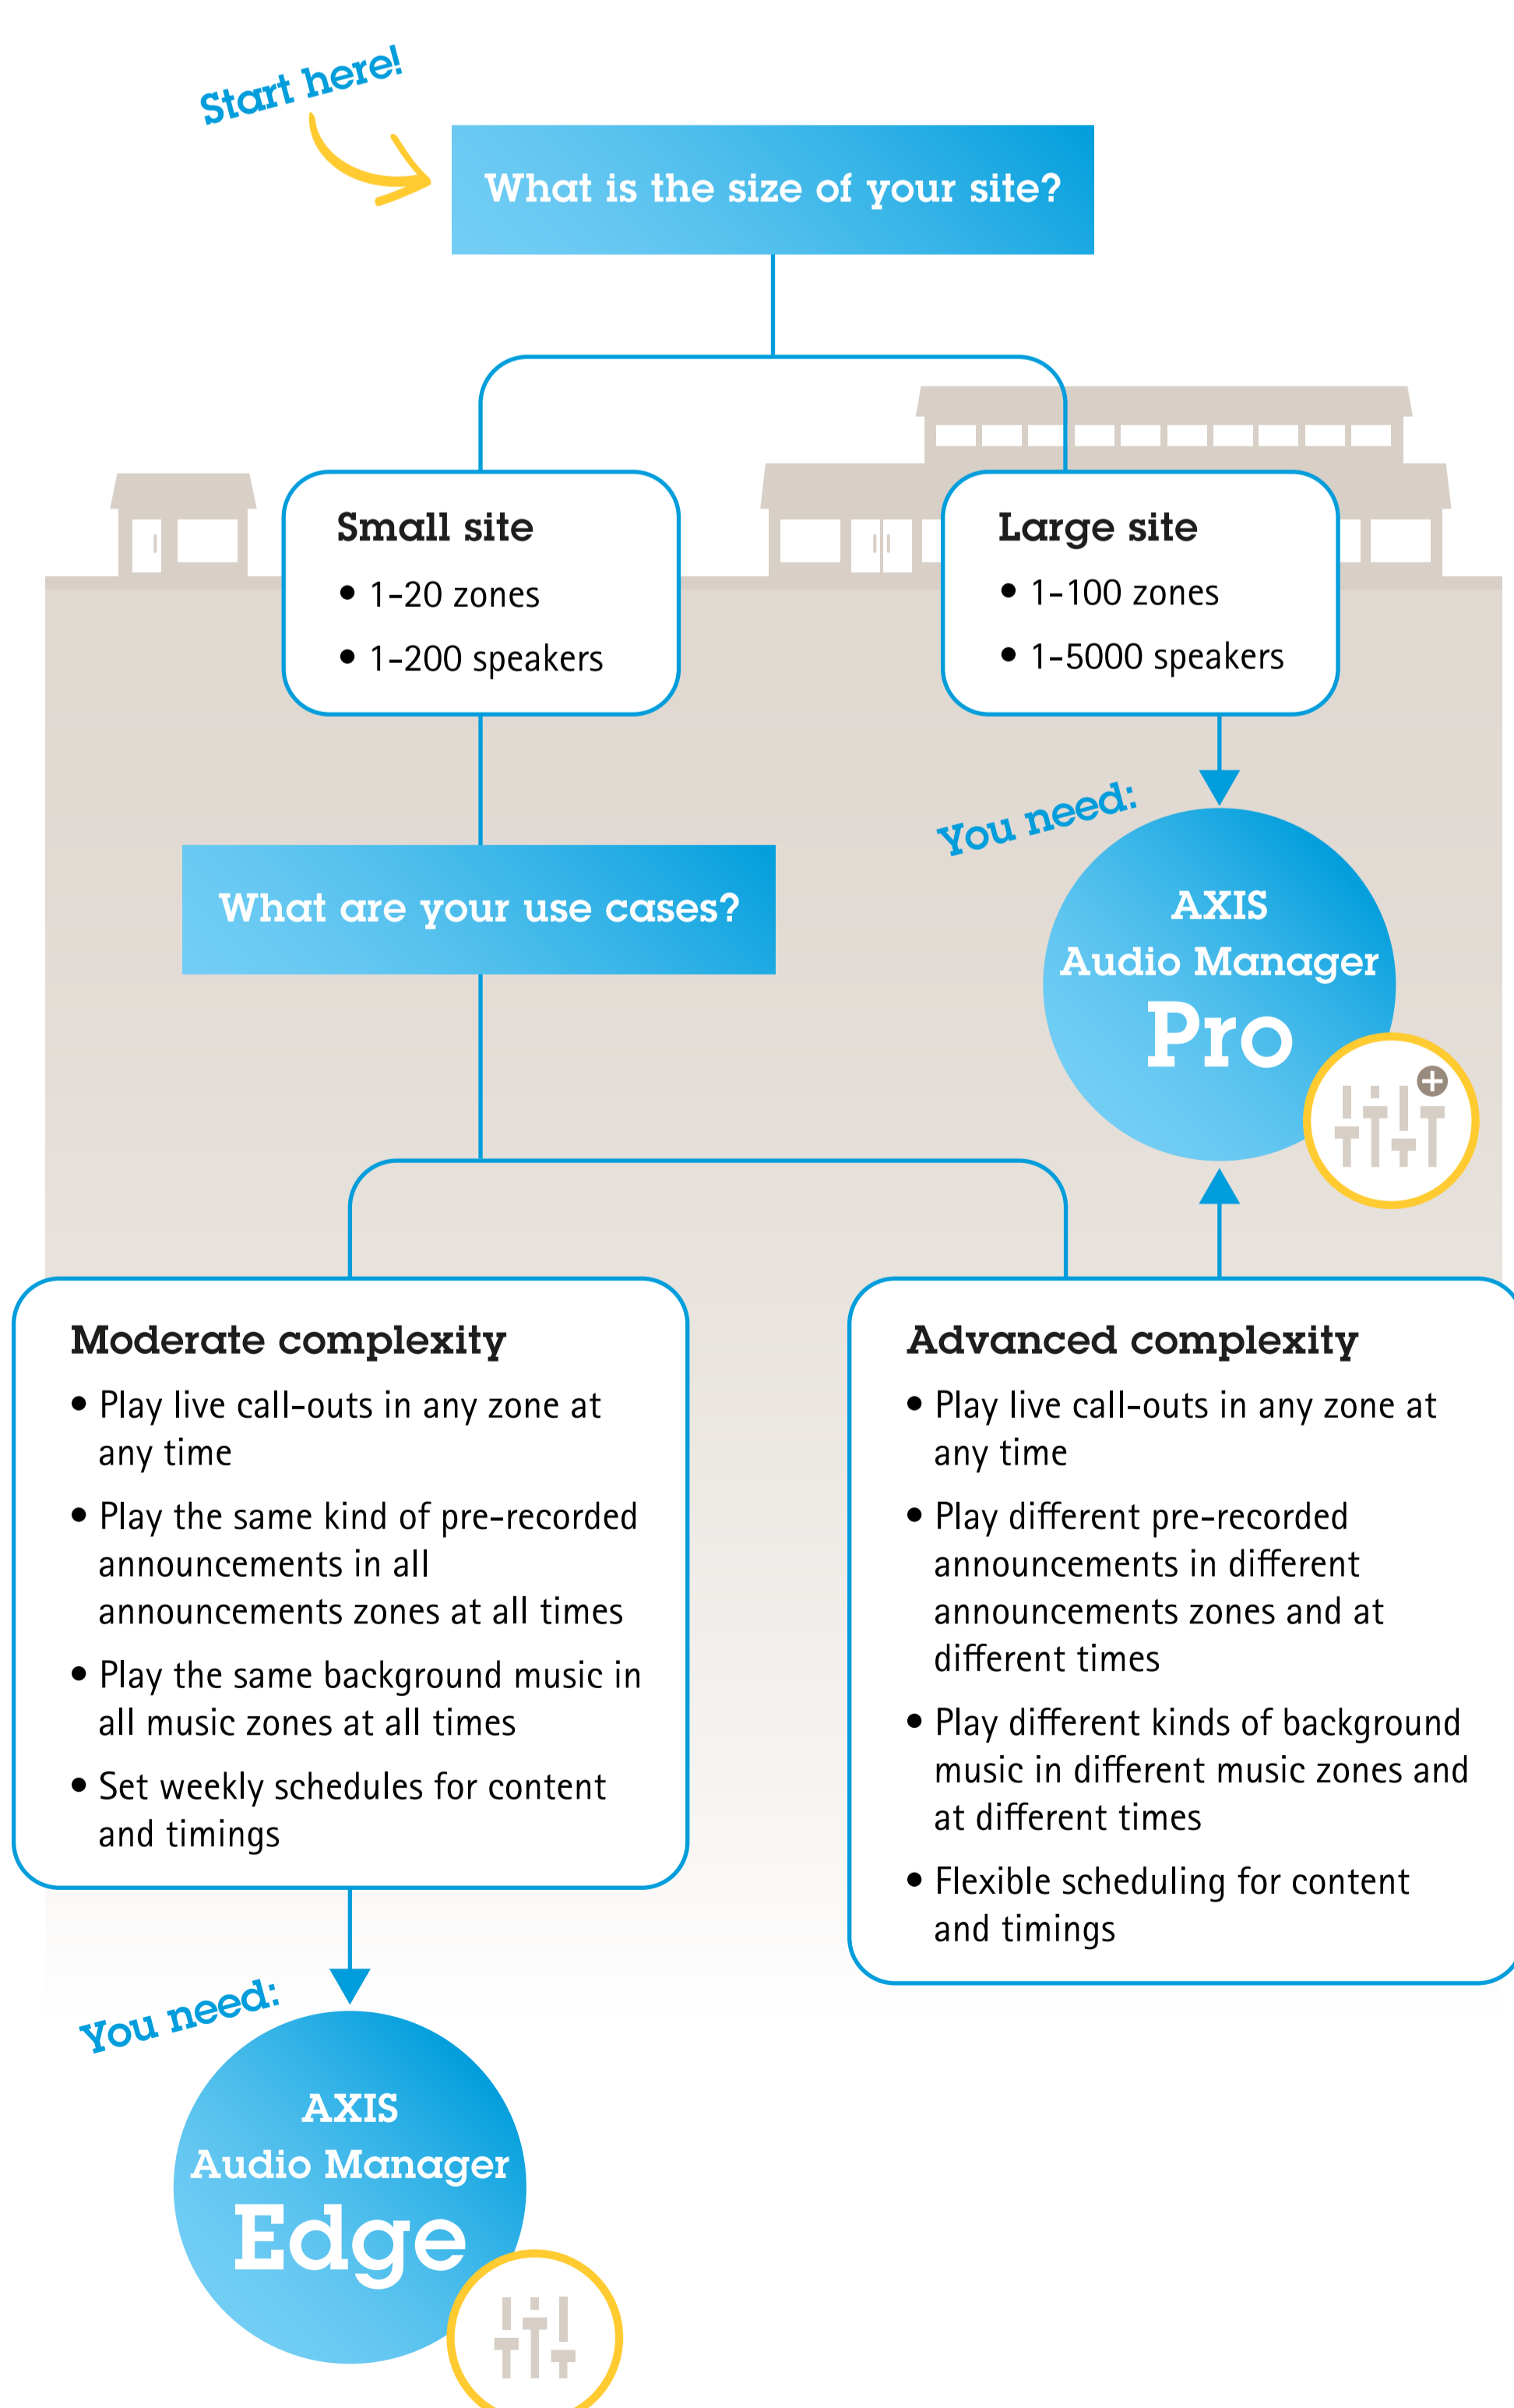 Start here!
What is the size of your site?
Small site
• 1-20 zones
• 1-200 speakers
Large site
• 1-100 zones
• 1-5000 speakers
You need:
AXIS
Audio Manager
Pro
What are your use cases?
Moderate complexity
• Play live call-outs in any zone at
any time
• Play the same kind of pre-recorded
announcements in all
announcements zones at all times
• Play the same background music in
all music zones at all times
• Set weekly schedules for content
and timings
Advanced complexity
• Play live call-outs in any zone at
any time
• Play different pre-recorded
announcements in different
announcements zones and at
different times
• Play different kinds of background
music in different music zones and
at different times
• Flexible scheduling for content
and timings
You need:
AXIS
Audio Manager
Edge